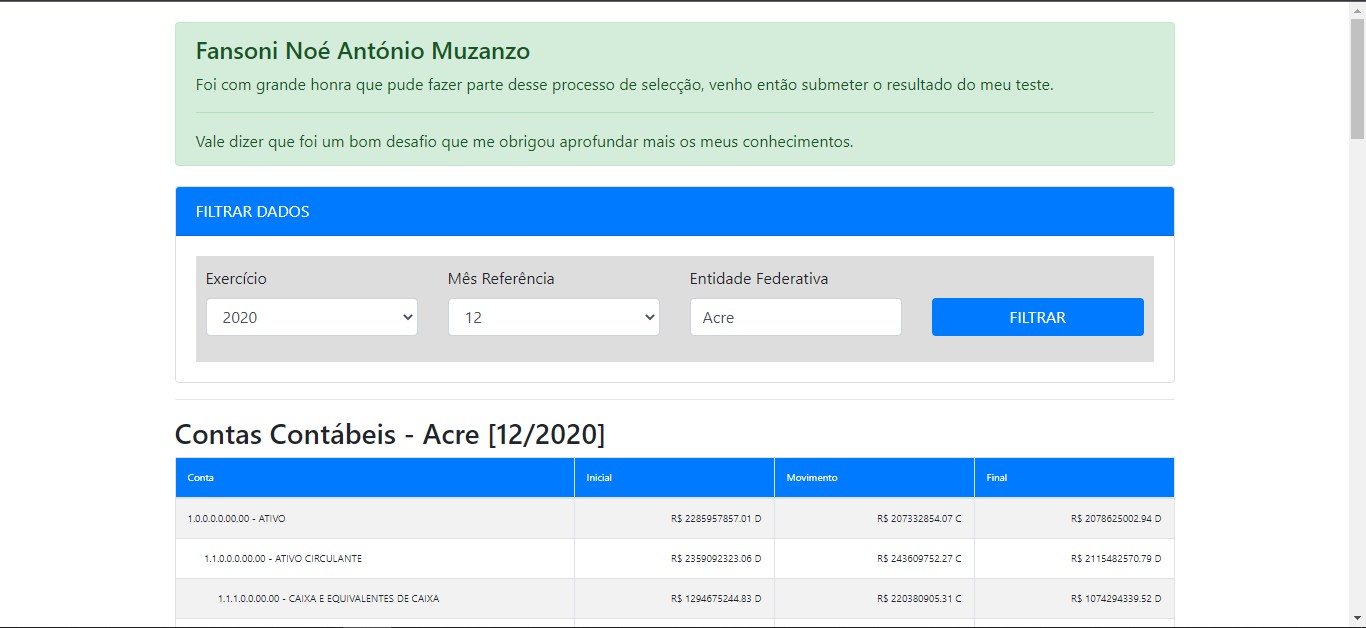 Fansoni Noé António Muzanzo
Foi com grande honra que pude fazer parte desse processo de selecção, venho então submeter o resultado do meu teste.
Vale dizer que foi um bom desafio que me obrigou aprofundar mais os meus conhecimentos.
FILTRAR DADOS
Exercício Mês Referência Entidade Federativa
2020 12 Acre FILTRAR
Contas Contábeis - Acre [12/2020]
Conta Inicial Movimento Final
1.0.0.0.0.00.00 - ATIVO R$ 2285957857.01 D R$ 207332854.07 C R$ 2078625002.94 D
1.1.0.0.0.00.00 - ATIVO CIRCULANTE R$ 2359092323.06 D R$ 243609752.27 C R$ 2115482570.79 D
1.1.1.0.0.00.00 - CAIXA E EQUIVALENTES DE CAIXA R$ 1294675244.83 D R$ 220380905.31 C R$ 1074294339.52 D